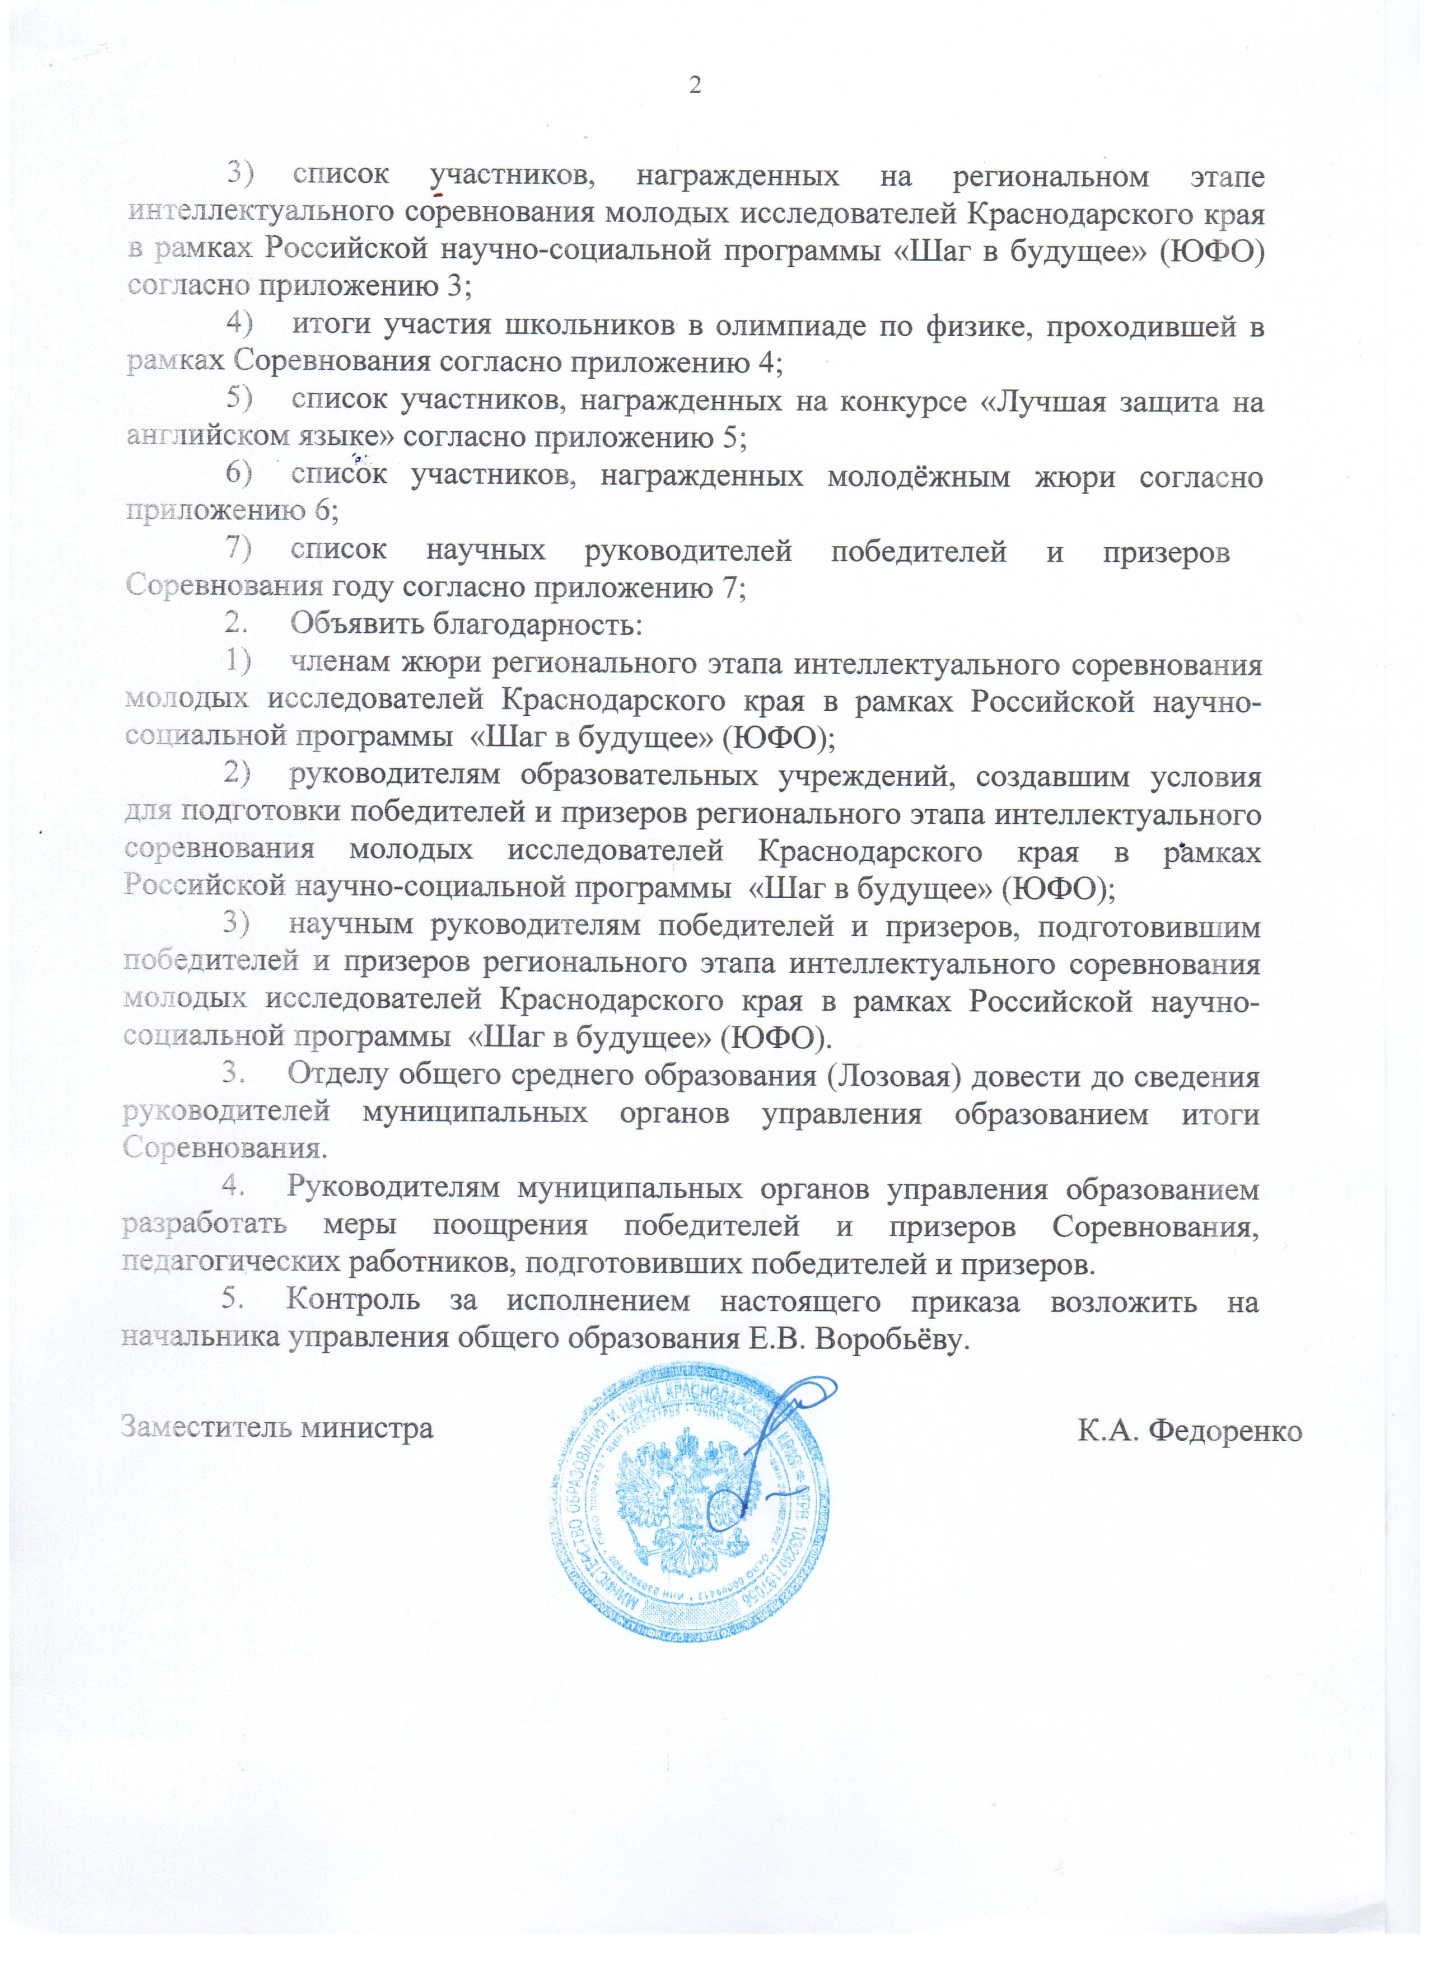 2
3) список участников, награжденных на региональном этапе
интеллектуального соревнования молодых исследователей Краснодарского края
в рамках Российской научно-социальной программы «Шаг в будущее» (ЮФО)
согласно приложению 3;
4) итоги участия школьников в олимпиаде по физике, проходившей в
рамках Соревнования согласно приложению 4;
5) список участников, награжденных на конкурсе «Лучшая защита на
английском языке» согласно приложению 5;
6) список участников, награжденных молодёжным жюри согласно
приложению 6;
7) список научных руководителей победителей и призеров
Соревнования году согласно приложению 7;
2. Объявить благодарность:
1) членам жюри регионального этапа интеллектуального соревнования
молодых исследователей Краснодарского края в рамках Российской научно-
социальной программы «Шаг в будущее» (ЮФО);
2) руководителям образовательных учреждений, создавшим условия
для подготовки победителей и призеров регионального этапа интеллектуального
соревнования молодых исследователей Краснодарского края в рамках
Российской научно-социальной программы «Шаг в будущее» (ЮФО);
3) научным руководителям победителей и призеров, подготовившим
победителей и призеров регионального этапа интеллектуального соревнования
молодых исследователей Краснодарского края в рамках Российской научно-
социальной программы «Шаг в будущее» (ЮФО).
3. Отделу общего среднего образования (Лозовая) довести до сведения
руководителей муниципальных органов управления образованием итоги
Соревнования.
4. Руководителям муниципальных органов управления образованием
разработать меры поощрения победителей и призеров Соревнования,
педагогических работников, подготовивших победителей и призеров.
5. Контроль за исполнением настоящего приказа возложить на
начальника управления общего образования Е.В. Воробьёву.
Заместитель министра К.А. Федоренко
МИНИСТЕРСТВО ОБРАЗОВАНИЯ И НАУКИ КРАСНОДАРСКОГО КРАЯ